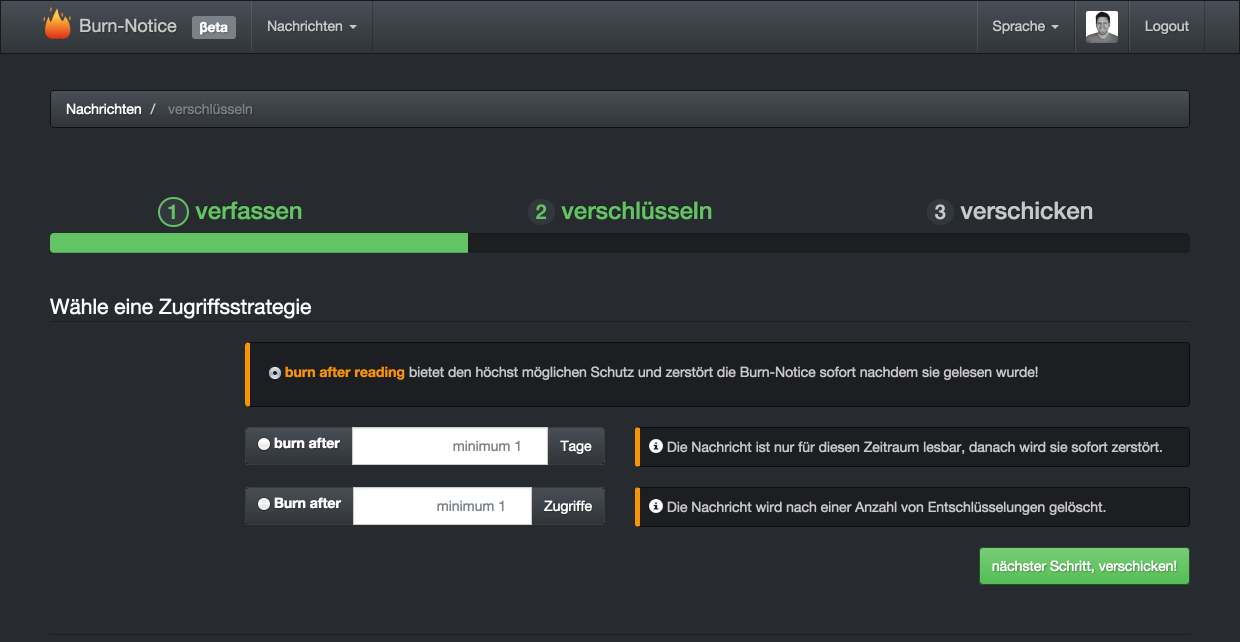 Burn-Notice βeta Nachrichten Sprache Logout
Nachrichten / verschlüsseln
1 verfassen 2 verschlüsseln 3 verschicken
Wähle eine Zugriffsstrategie
burn after reading bietet den höchst möglichen Schutz und zerstört die Burn-Notice sofort nachdem sie gelesen wurde!
burn after minimum 1 Tage Die Nachricht ist nur für diesen Zeitraum lesbar, danach wird sie sofort zerstört.
Burn after minimum 1 Zugriffe Die Nachricht wird nach einer Anzahl von Entschlüsselungen gelöscht.
nächster Schritt, verschicken!